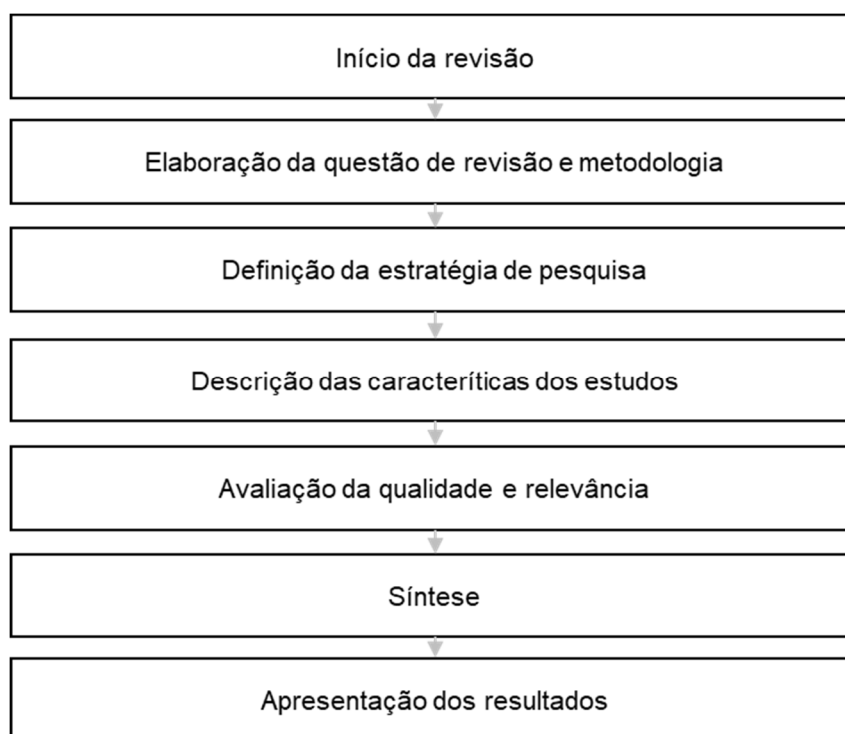 Início da revisão
Elaboração da questão de revisão e metodologia
Definição da estratégia de pesquisa
Descrição das caracteríticas dos estudos
Avaliação da qualidade e relevância
Síntese
Apresentação dos resultados